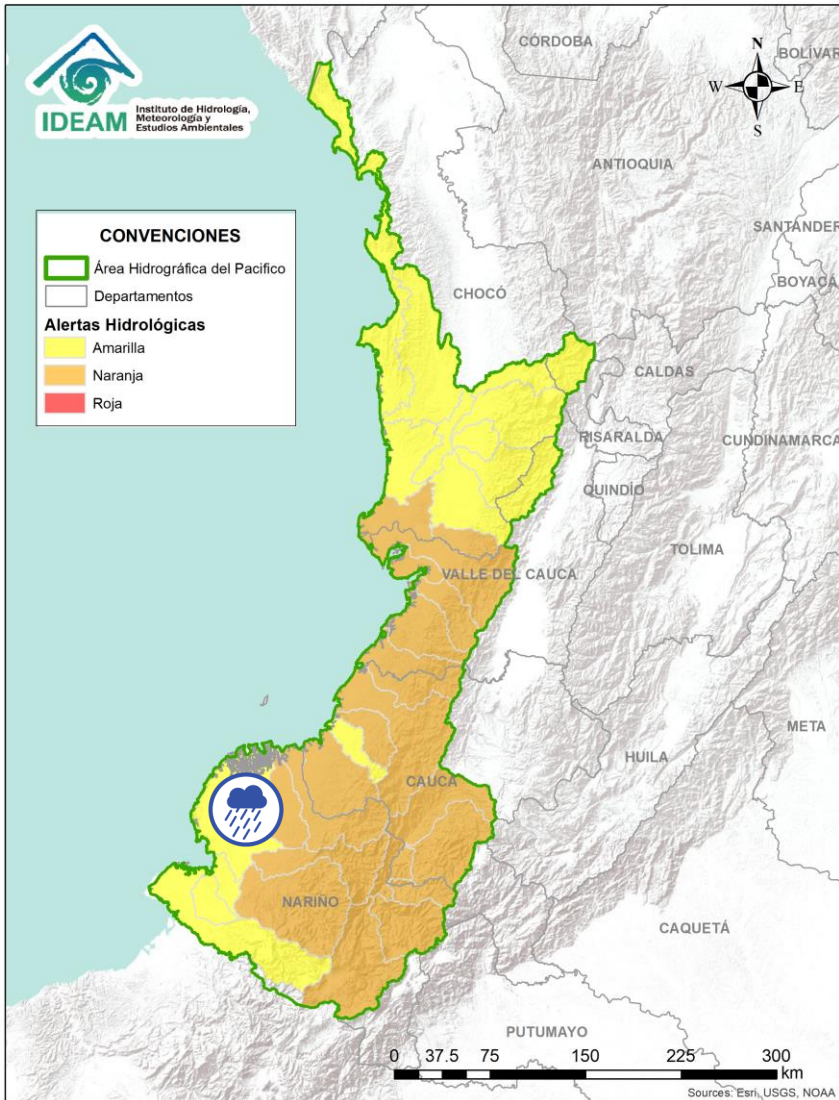 IDEAM
Instituto de Hidrología,
Meteorología y
Estudios Ambientales
CÓRDOBA
BOLÍVAR
N
W
E
S
ANTIOQUIA
SANTANDER
BOYACÁ
CONVENCIONES
Área Hidrográfica del Pacifico
Departamentos
Alertas Hidrológicas
Amarilla
Naranja
Roja
CHOCÓ
CALDAS
RISARALDA
CUNDINAMARCA
QUINDÍO
TOLIMA
VALLE DEL CAUCA
META
HUILA
CAUCA
NARIÑO
CAQUETÁ
PUTUMAYO
0 37.5 75 150 225 300
km
Sources: Esri, USGS, NOAA